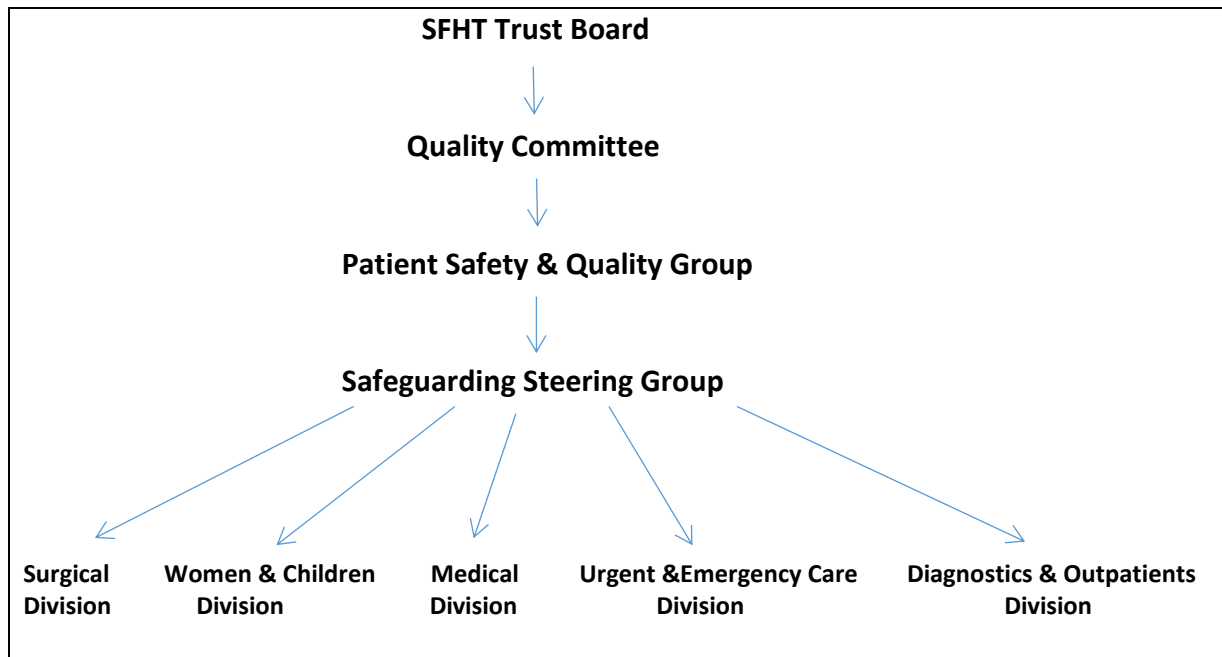 SFHT Trust Board
Quality Committee
Patient Safety & Quality Group
Safeguarding Steering Group
Surgical Division
Women & Children Division
Medical Division
Urgent &Emergency Care Division
Diagnostics & Outpatients Division